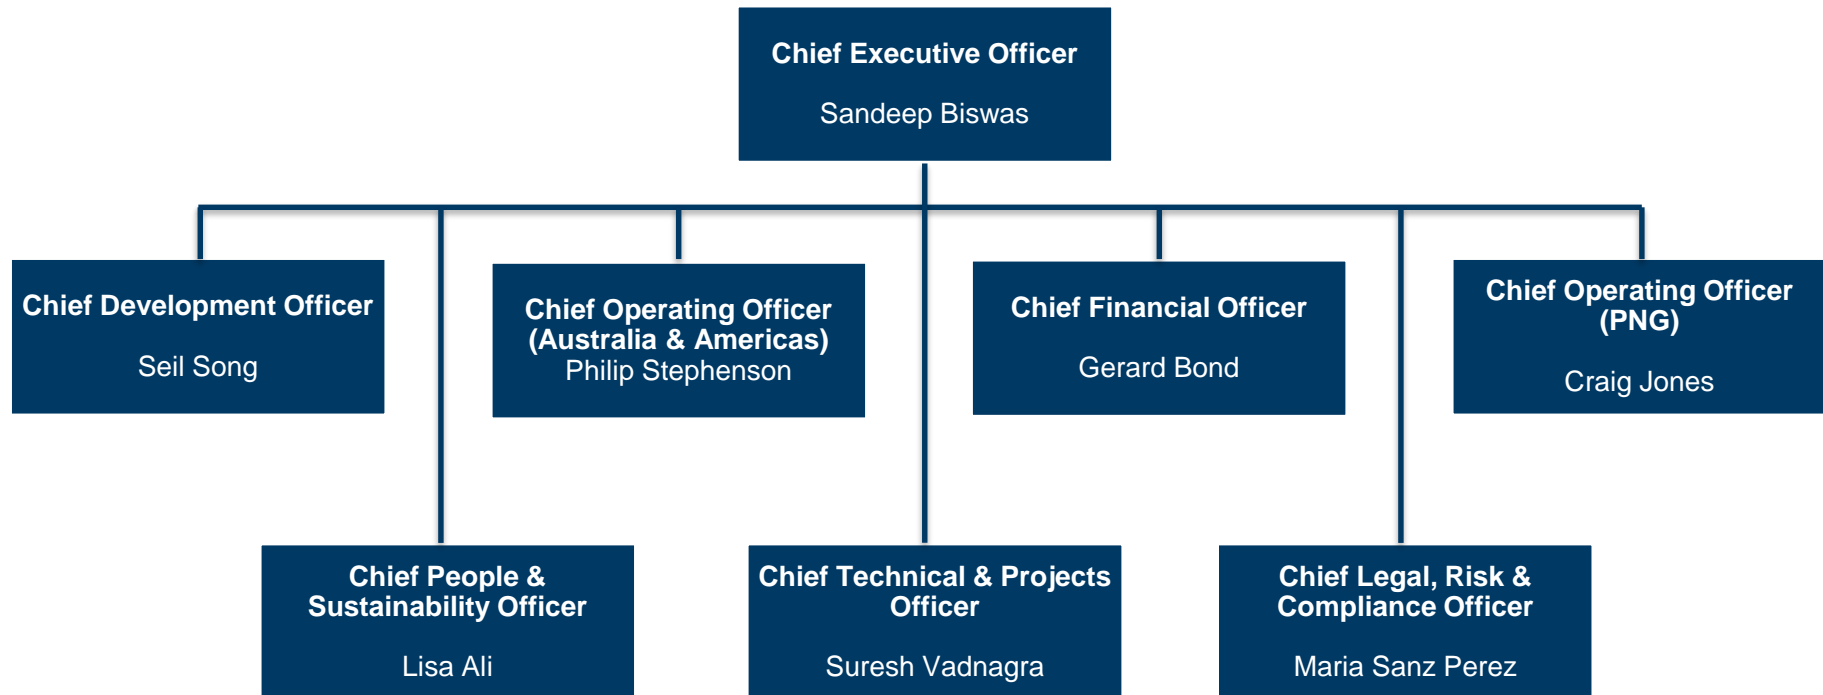 Chief Executive Officer
Sandeep Biswas
Chief Development Officer
Seil Song
Chief Operating Officer
(Australia & Americas)
Philip Stephenson
Chief Financial Officer
Gerard Bond
Chief Operating Officer
(PNG)
Craig Jones
Chief People &
Sustainability Officer
Lisa Ali
Chief Technical & Projects
Officer
Suresh Vadnagra
Chief Legal, Risk &
Compliance Officer
Maria Sanz Perez